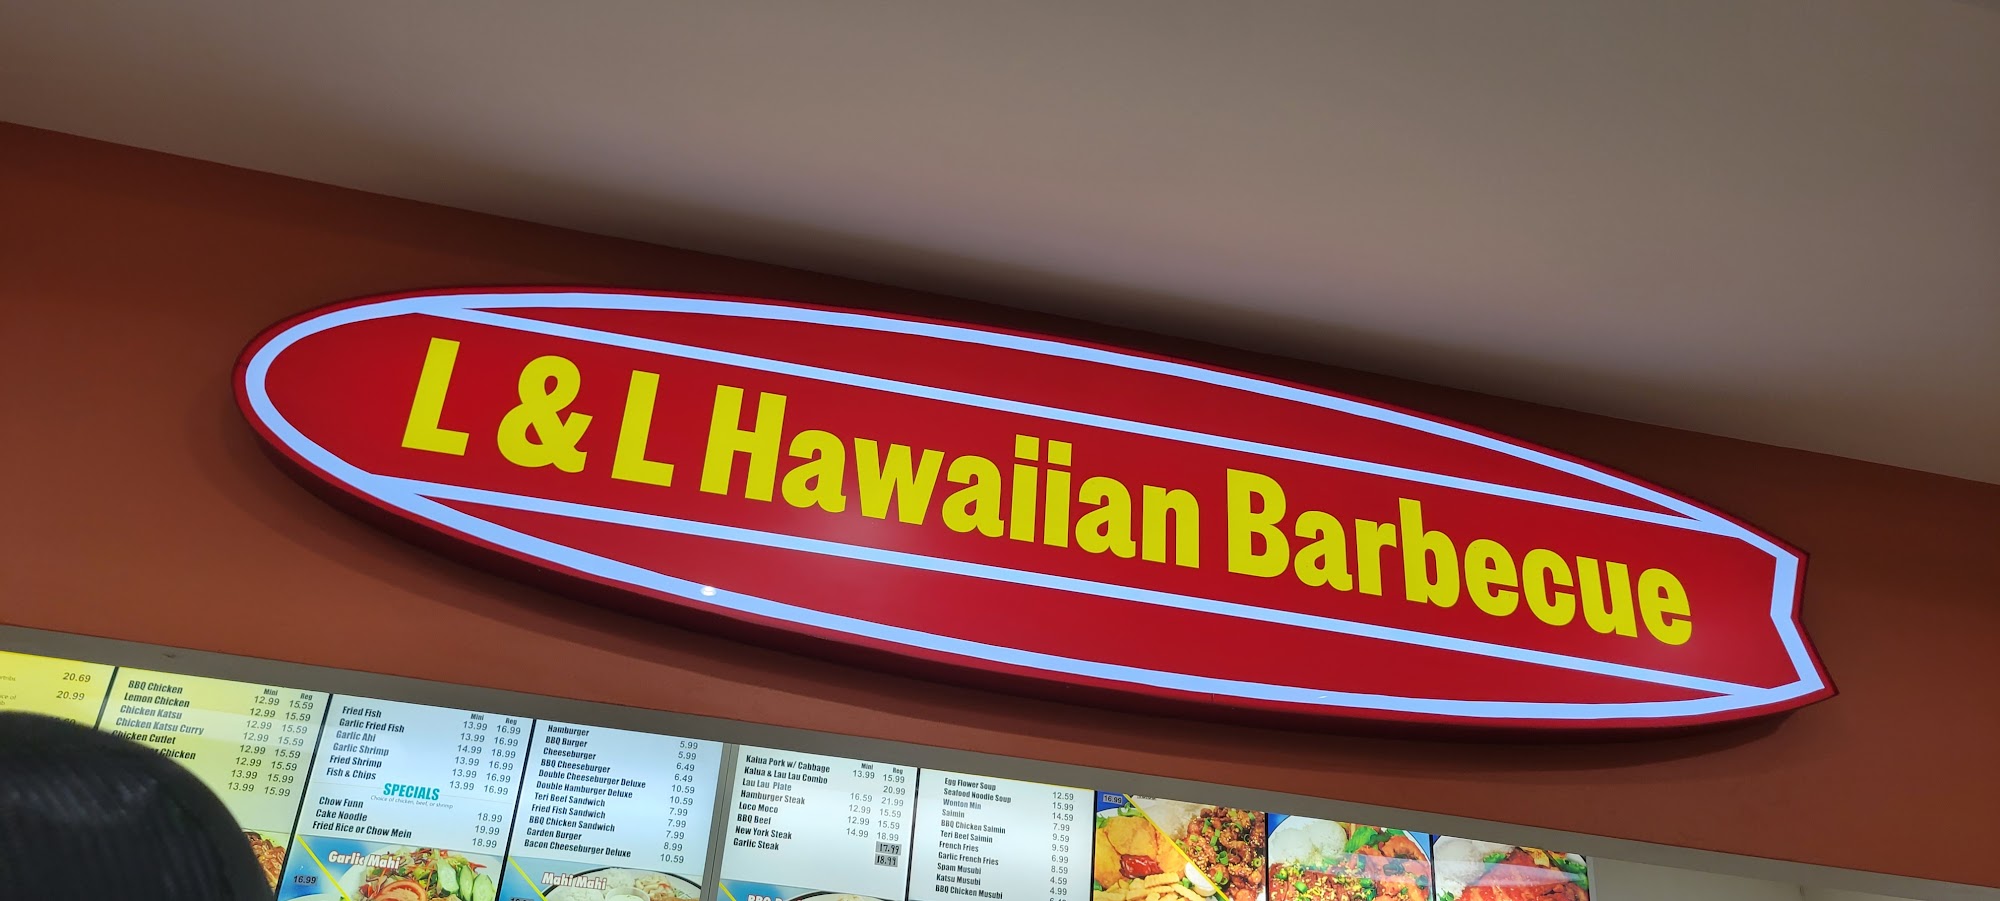 L & L Hawaiian Barbecue
20.69
20.99
Mini Reg
BBQ Chicken 12.99 15.59
Lemon Chicken 12.99 15.59
Chicken Katsu 12.99 15.59
Chicken Katsu Curry 12.99 15.59
Chicken Cutlet 12.99 15.59
Chicken 13.99 15.99
13.99 15.99
Mini Reg
Fried Fish 13.99 16.99
Garlic Fried Fish 13.99 16.99
Garlic Ahi 14.99 18.99
Garlic Shrimp 13.99 16.99
Fried Shrimp 13.99 16.99
Fish & Chips 13.99 16.99
SPECIALS
Choice of chicken, beef, or shrimp
Chow Funn 18.99
Cake Noodle 19.99
Fried Rice or Chow Mein 18.99
Garlic Mahi
16.99
Hamburger 5.99
BBQ Burger 5.99
Cheeseburger 6.49
BBQ Cheeseburger 6.49
Double Cheeseburger Deluxe 10.59
Double Hamburger Deluxe 10.59
Teri Beef Sandwich 7.99
Fried Fish Sandwich 7.99
BBQ Chicken Sandwich 7.99
Garden Burger 8.99
Bacon Cheeseburger Deluxe 10.59
Mahi Mahi
Mini Reg
Kalua Pork w/ Cabbage 13.99 15.99
Kalua & Lau Lau Combo 20.99
Lau Lau Plate 16.59 21.99
Hamburger Steak 12.99 15.59
Loco Moco 12.99 15.59
BBQ Beef 14.99 18.99
New York Steak 17.99
Garlic Steak 18.99
Egg Flower Soup 12.59
Seafood Noodle Soup 15.99
Wonton Min 14.59
Saimin 7.99
BBQ Chicken Saimin 9.59
Teri Beef Saimin 9.59
French Fries 6.99
Garlic French Fries 8.59
Spam Musubi 4.59
Katsu Musubi 4.99
BBQ Chicken Musubi
16.99